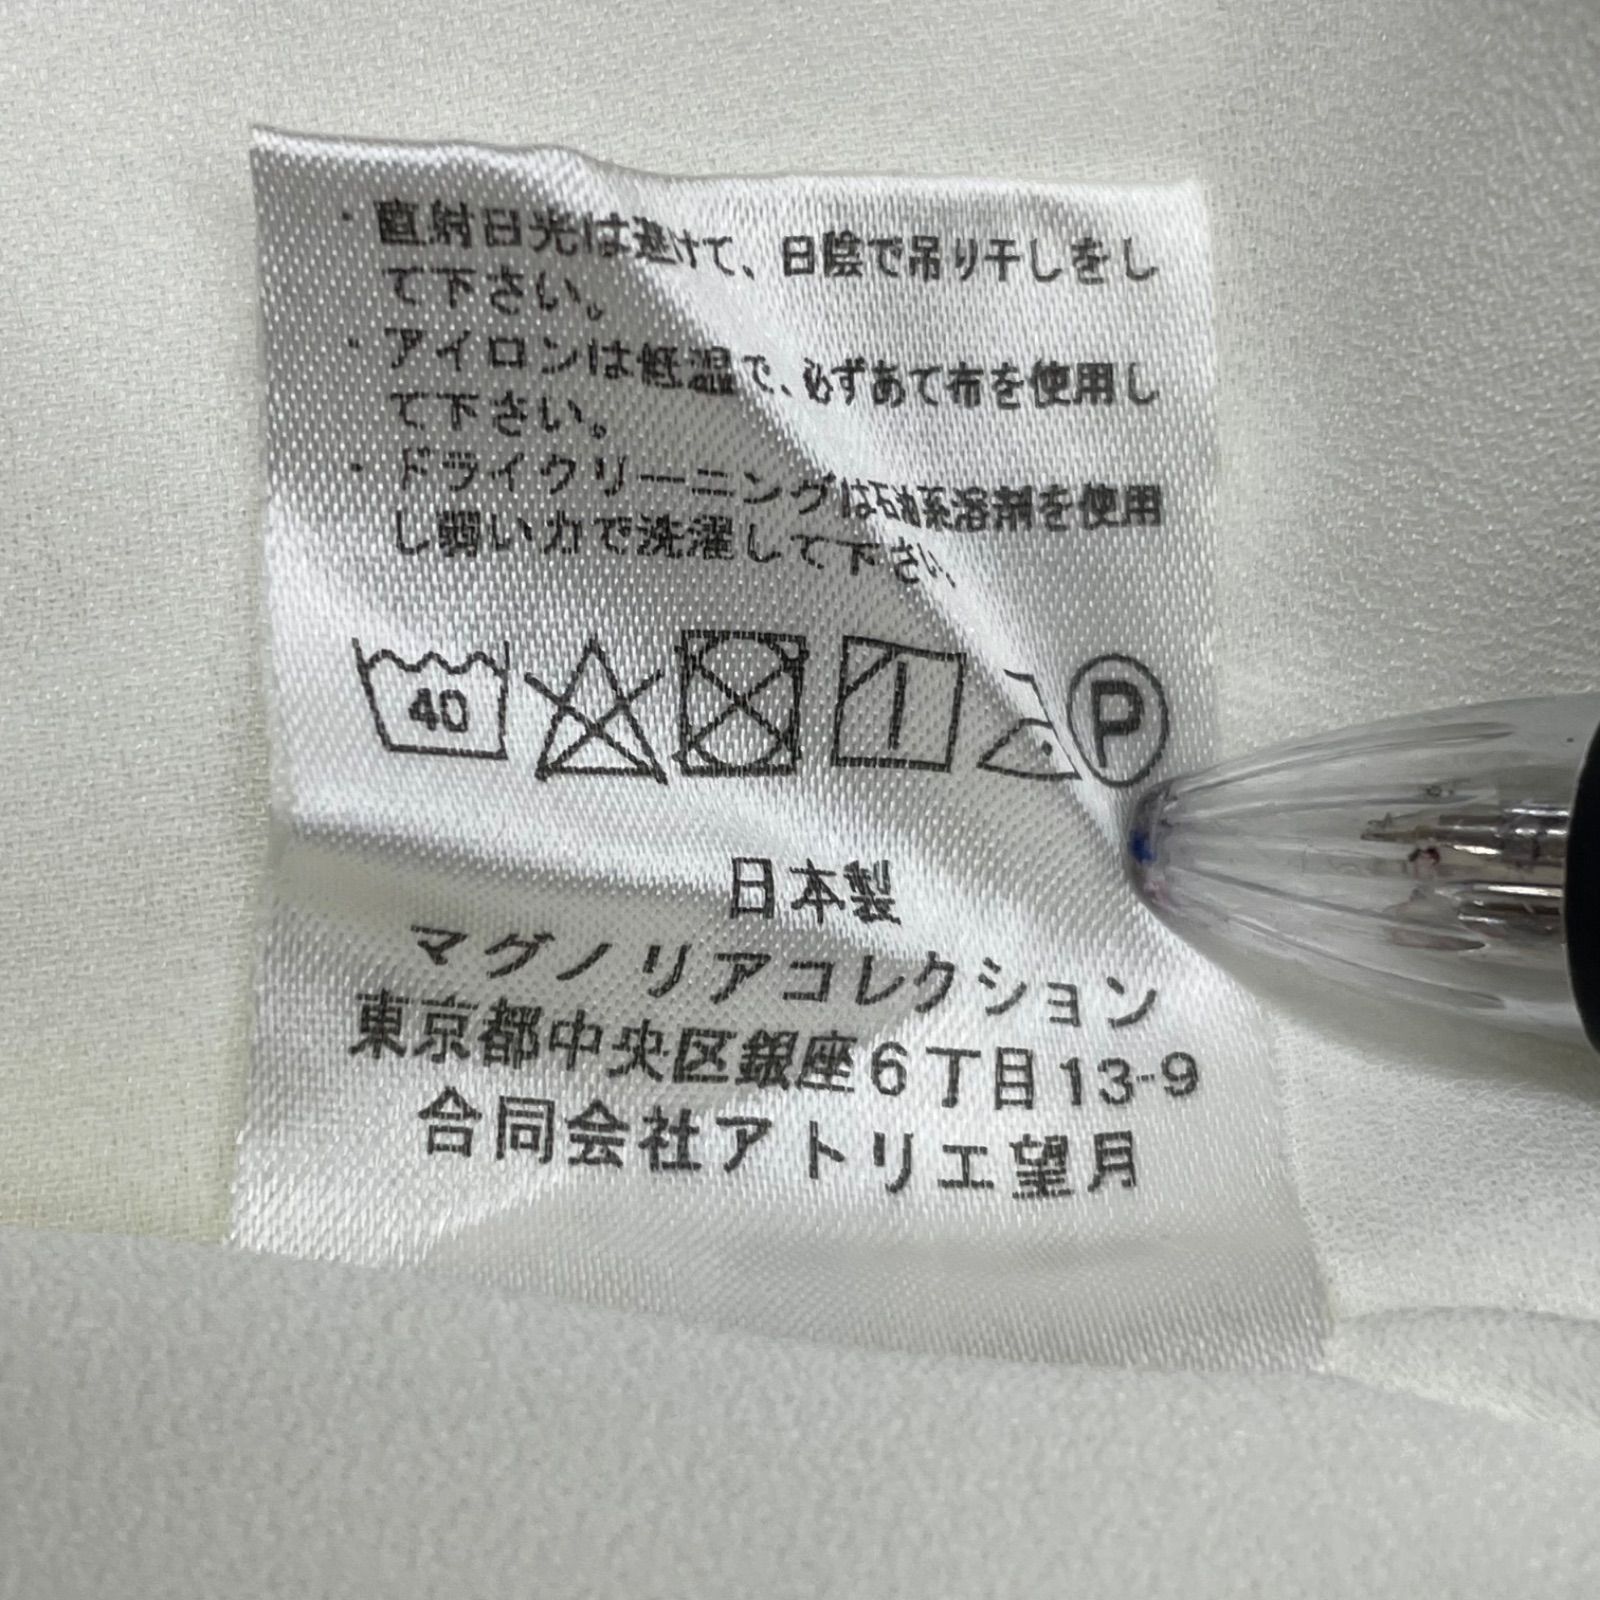 ・直射日光は避けて、日陰で吊り干しをし
て下さい。
・アイロンは低温で、必ずあて布を使用し
て下さい。
・ドライクリーニングは石油系溶剤を使用
し弱い力で洗濯して下さい。
40
P
日本製
マグノリアコレクション
東京都中央区銀座6丁目13-9
合同会社アトリエ望月